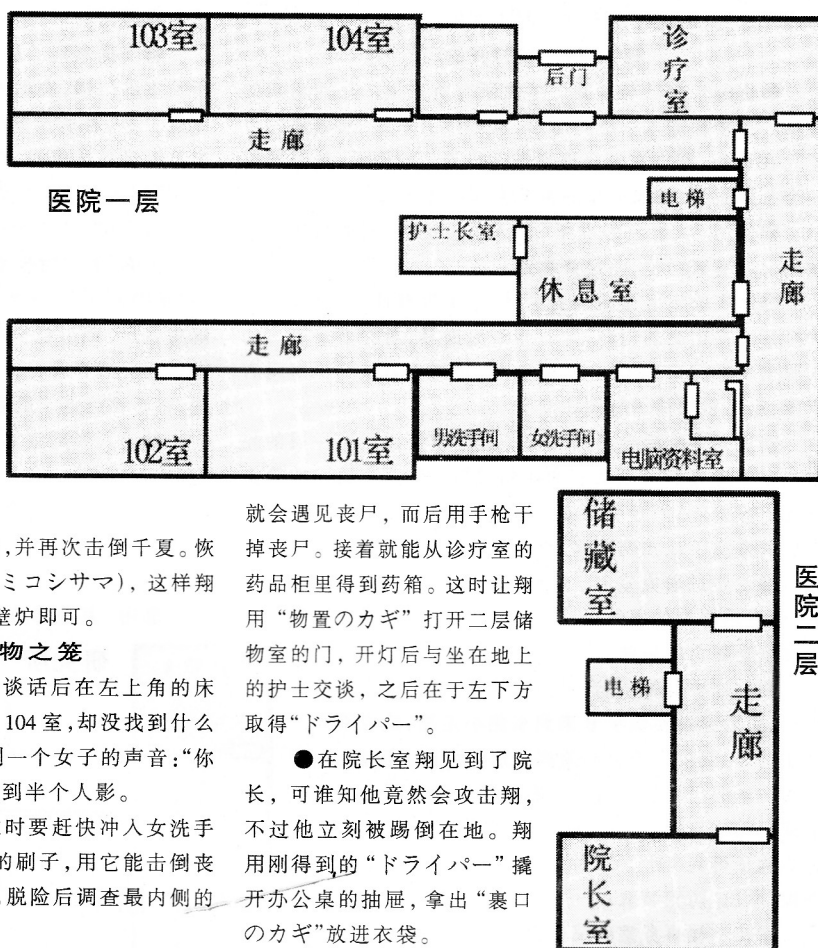 103室
104室
后门
诊疗室
走廊
医院一层
电梯
护士长室
休息室
走廊
走廊
102室
101室
男洗手间
女洗手间
电脑资料室
，并再次击倒千夏。恢
ミコシサマ)，这样翔
壁炉即可。
物之笼
谈话后在左上角的床
104室，却没找到什么
一个女子的声音：“你
到半个人影。
时要赶快冲入女洗手
的刷子，用它能击倒丧
脱险后调查最内侧的
就会遇见丧尸，而后用手枪干
掉丧尸。接着就能从诊疗室的
药品柜里得到药箱。这时让翔
用“物置のカギ”打开二层储
物室的门，开灯后与坐在地上
的护士交谈，之后在于左下方
取得“ドライパー”。
●在院长室翔见到了院
长，可谁知他竟然会攻击翔，
不过他立刻被踢倒在地。翔
用刚得到的“ドライパー”撬
开办公桌的抽屉，拿出“裏口
のカギ”放进衣袋。
储藏室
医院二层
电梯
走廊
院长室